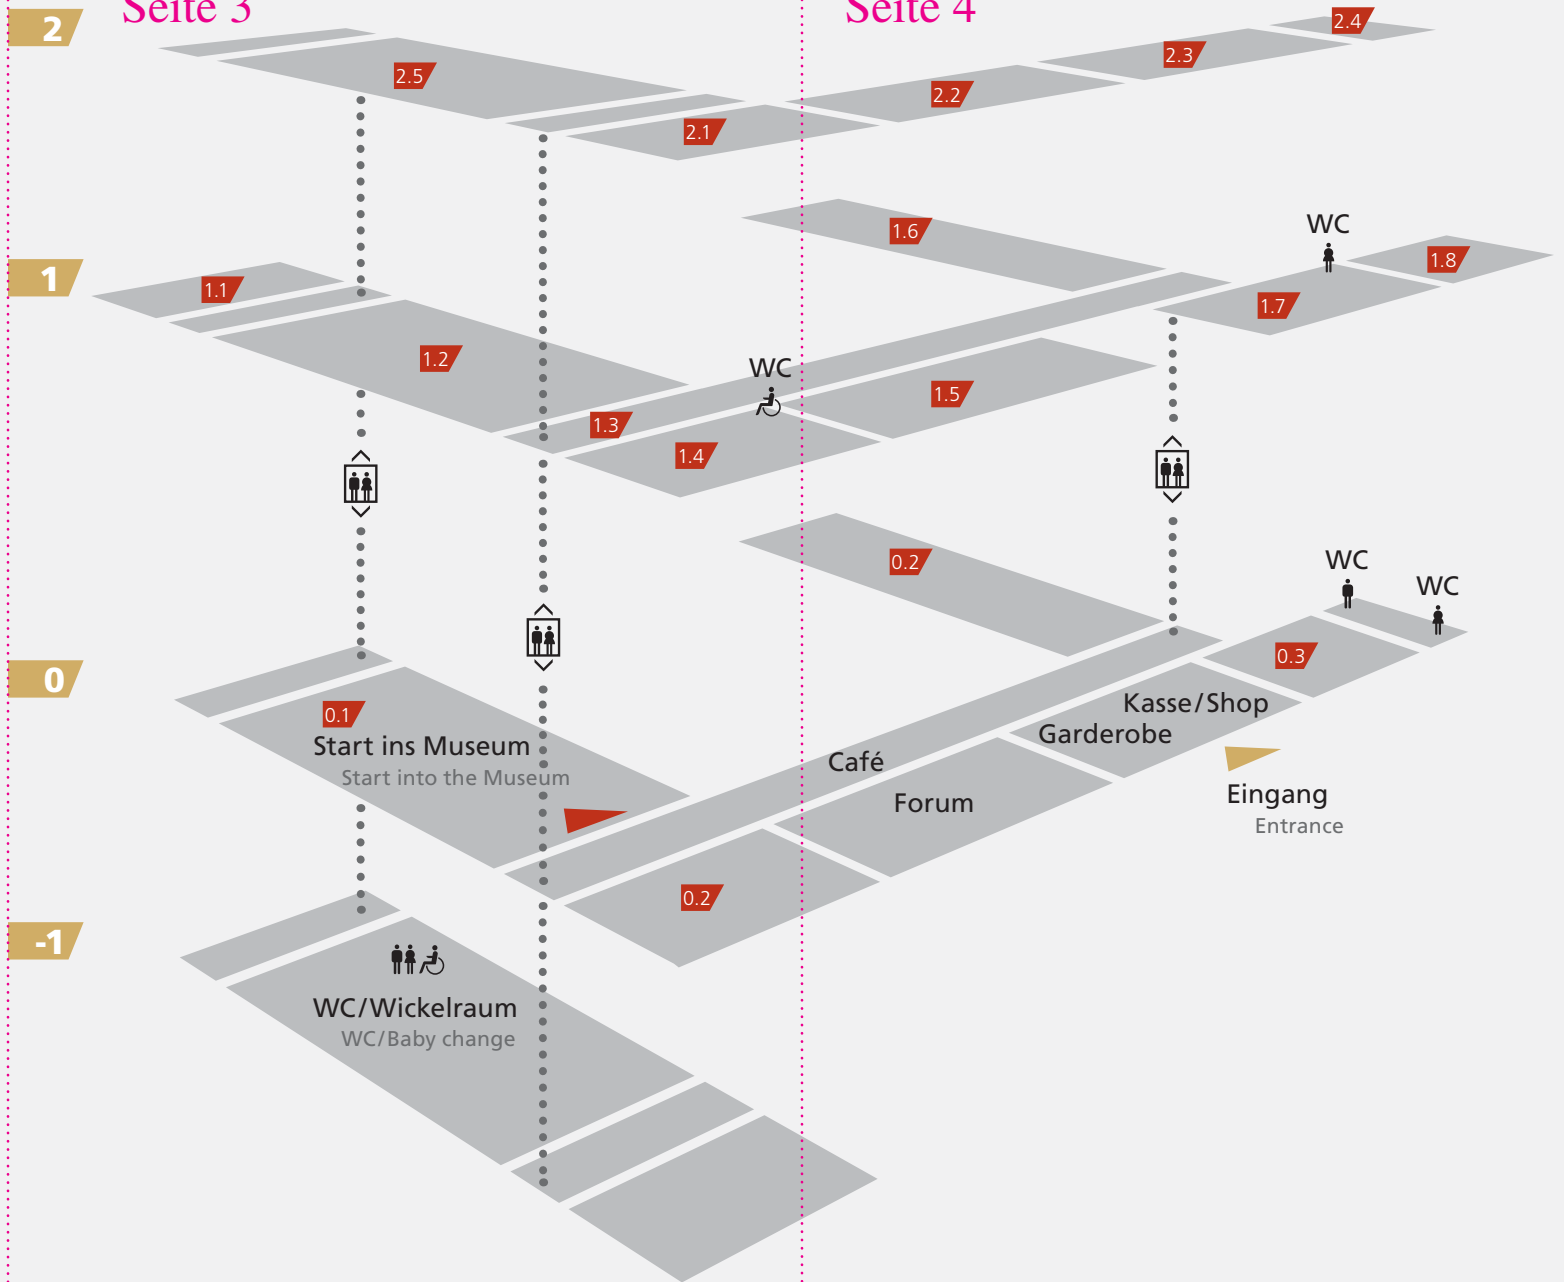 Seite 3
Seite 4
2
2.4
2.3
2.5
2.2
2.1
1.6
WC
1
1.8
1.1
1.7
1.2
WC
1.5
1.3
1.4
0.2
WC
WC
0
0.3
0.1
Kasse/Shop
Garderobe
Start ins Museum
Start into the Museum
Café
Forum
Eingang
Entrance
0.2
-1
WC/Wickelraum
WC/Baby change